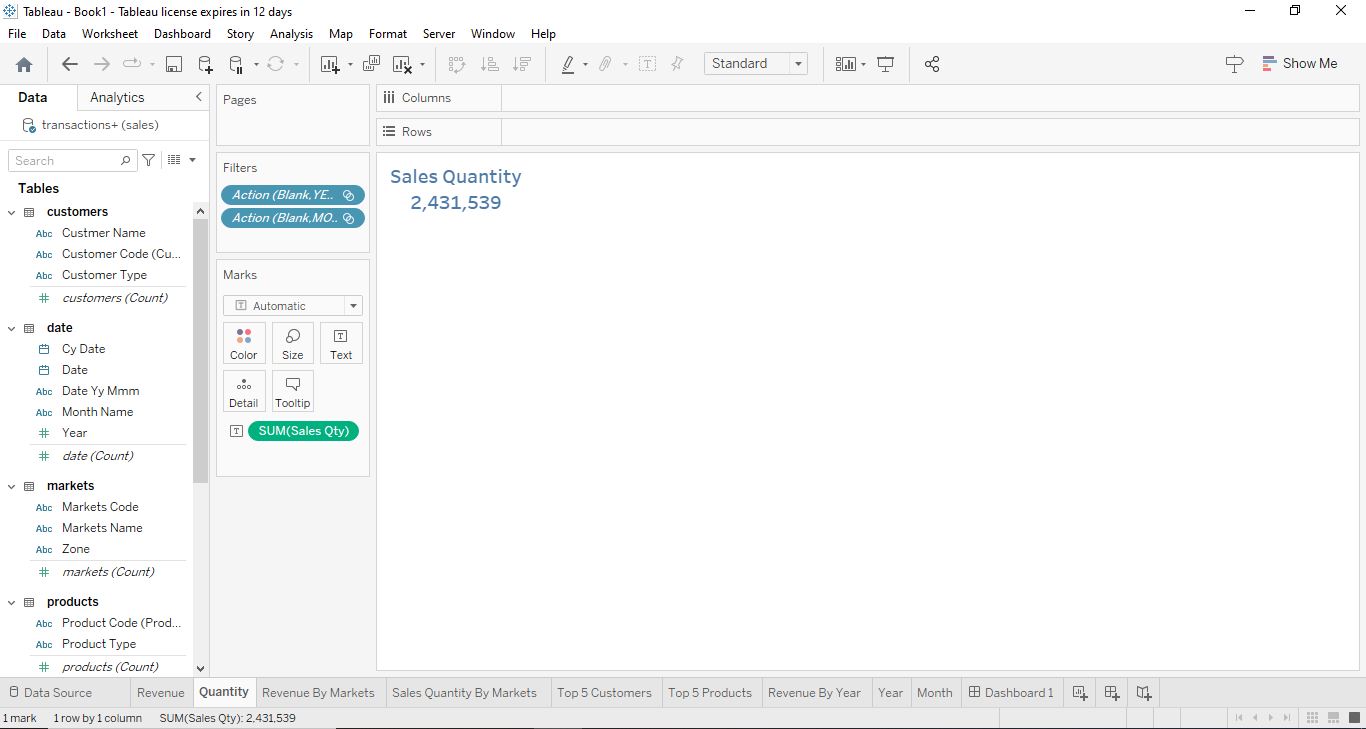 Tableau - Book1 - Tableau license expires in 12 days
File Data Worksheet Dashboard Story Analysis Map Format Server Window Help
Standard
Show Me
Data Analytics
transactions+ (sales)
Search
Tables
customers
Abc Custmer Name
Abc Customer Code (Cu...
Abc Customer Type
# customers (Count)
date
Cy Date
Date
Abc Date Yy Mmm
Abc Month Name
# Year
# date (Count)
markets
Abc Markets Code
Abc Markets Name
Abc Zone
# markets (Count)
products
Abc Product Code (Prod...
Abc Product Type
# products (Count)
Pages
Filters
Action (Blank,YE..
Action (Blank,MO..
Marks
T Automatic
Color Size Text
Detail Tooltip
T SUM(Sales Qty)
Columns
Rows
Sales Quantity
2,431,539
Data Source Revenue Quantity Revenue By Markets Sales Quantity By Markets Top 5 Customers Top 5 Products Revenue By Year Year Month Dashboard 1
1 mark 1 row by 1 column SUM(Sales Qty): 2,431,539